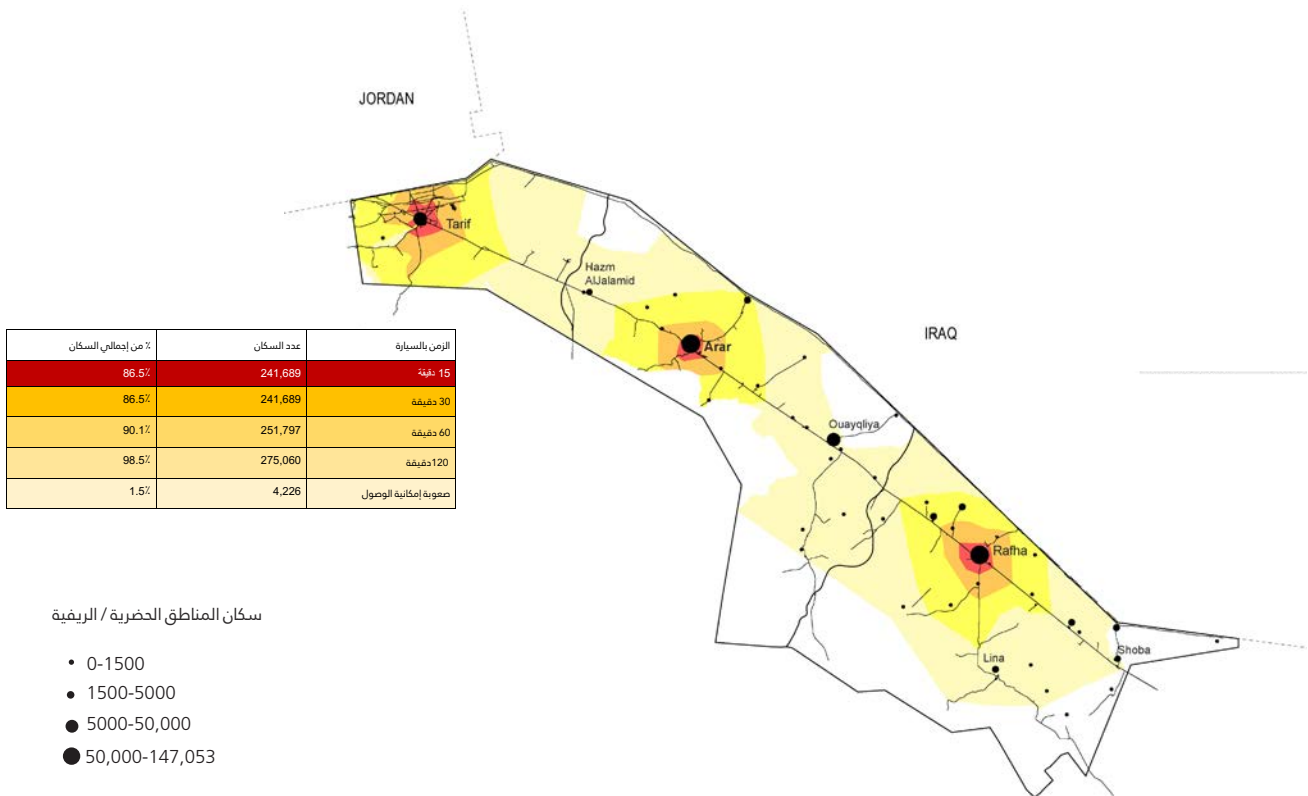 JORDAN
Tarif
Hazm
AlJalamid
IRAQ
Arar
Ouayqliya
Rafha
Lina
Shoba
الزمن بالسيارة عدد السكان ٪ من إجمالي السكان
15 دقيقة 241,689 86.5٪
30 دقيقة 241,689 86.5٪
60 دقيقة 251,797 90.1٪
120دقيقة 275,060 98.5٪
صعوبة إمكانية الوصول 4,226 1.5٪
سكان المناطق الحضرية / الريفية
0-1500
1500-5000
5000-50,000
50,000-147,053